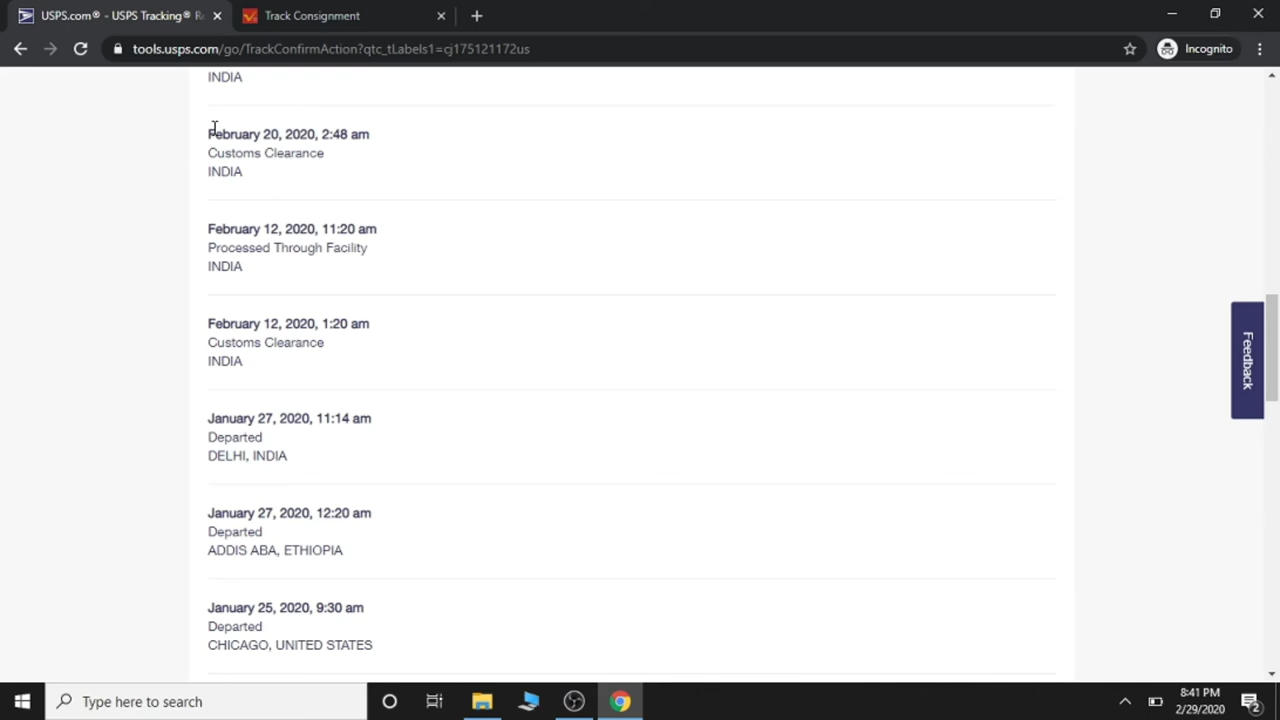 USPS.com® - USPS Tracking® Re
Track Consignment
tools.usps.com/go/TrackConfirmAction?qtc_tLabels1=cj175121172us
Incognito
INDIA
February 20, 2020, 2:48 am
Customs Clearance
INDIA
February 12, 2020, 11:20 am
Processed Through Facility
INDIA
February 12, 2020, 1:20 am
Customs Clearance
INDIA
January 27, 2020, 11:14 am
Departed
DELHI, INDIA
January 27, 2020, 12:20 am
Departed
ADDIS ABA, ETHIOPIA
January 25, 2020, 9:30 am
Departed
CHICAGO, UNITED STATES
Feedback
Type here to search
8:41 PM
2/29/2020
2